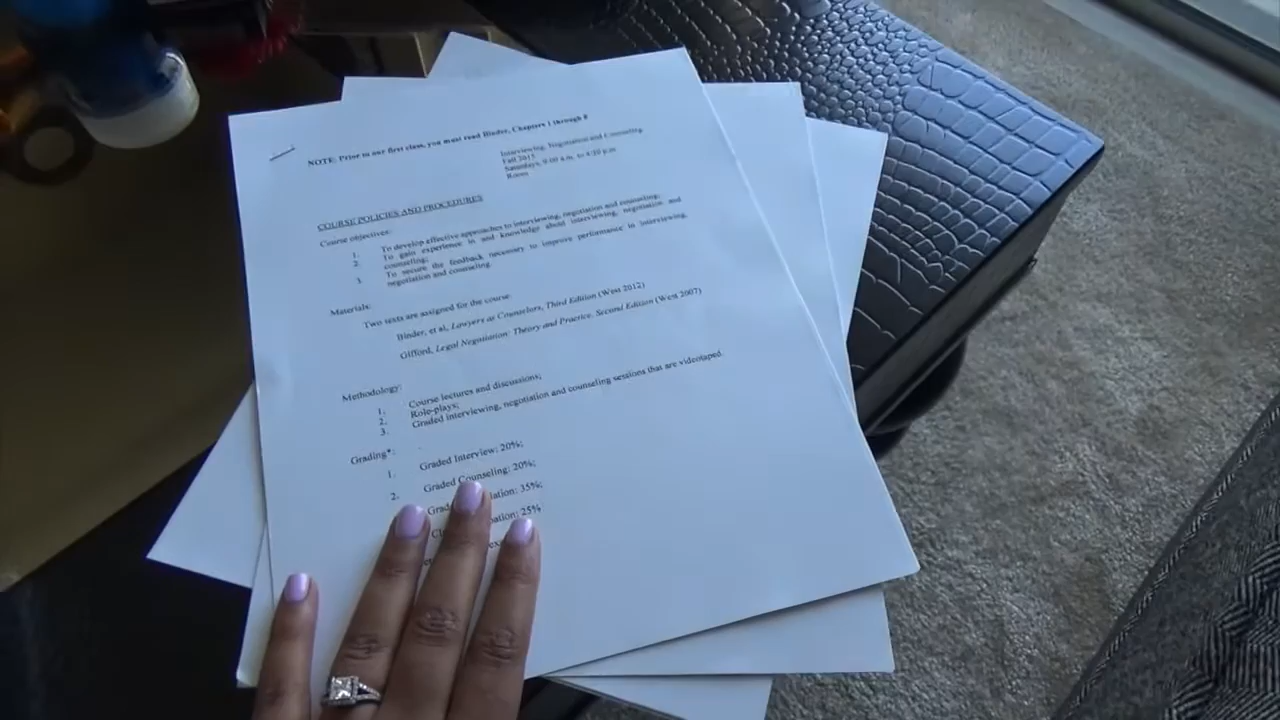 NOTE: Prior to our first class, you must read Binder, Chapters 1 through 8
Interviewing, Negotiation and Counseling
Fall 2015
Saturdays, 9:00 a.m. to 4:50 p.m.
Room
COURSE POLICIES AND PROCEDURES
Course objectives:
1. To develop effective approaches to interviewing, negotiation and counseling;
2. To gain experience in and knowledge about interviewing, negotiation and
counseling;
3. To secure the feedback necessary to improve performance in interviewing,
negotiation and counseling.
Materials:
Two texts are assigned for the course
Binder, et al, Lawyers as Counselors, Third Edition (West 2012)
Gifford, Legal Negotiation: Theory and Practice, Second Edition (West 2007)
Methodology:
1. Course lectures and discussions;
2. Role-plays;
3. Graded interviewing, negotiation and counseling sessions that are videotaped.
Grading*:
1. Graded Interview: 20%;
2. Graded Counseling: 20%;
35%;
25%